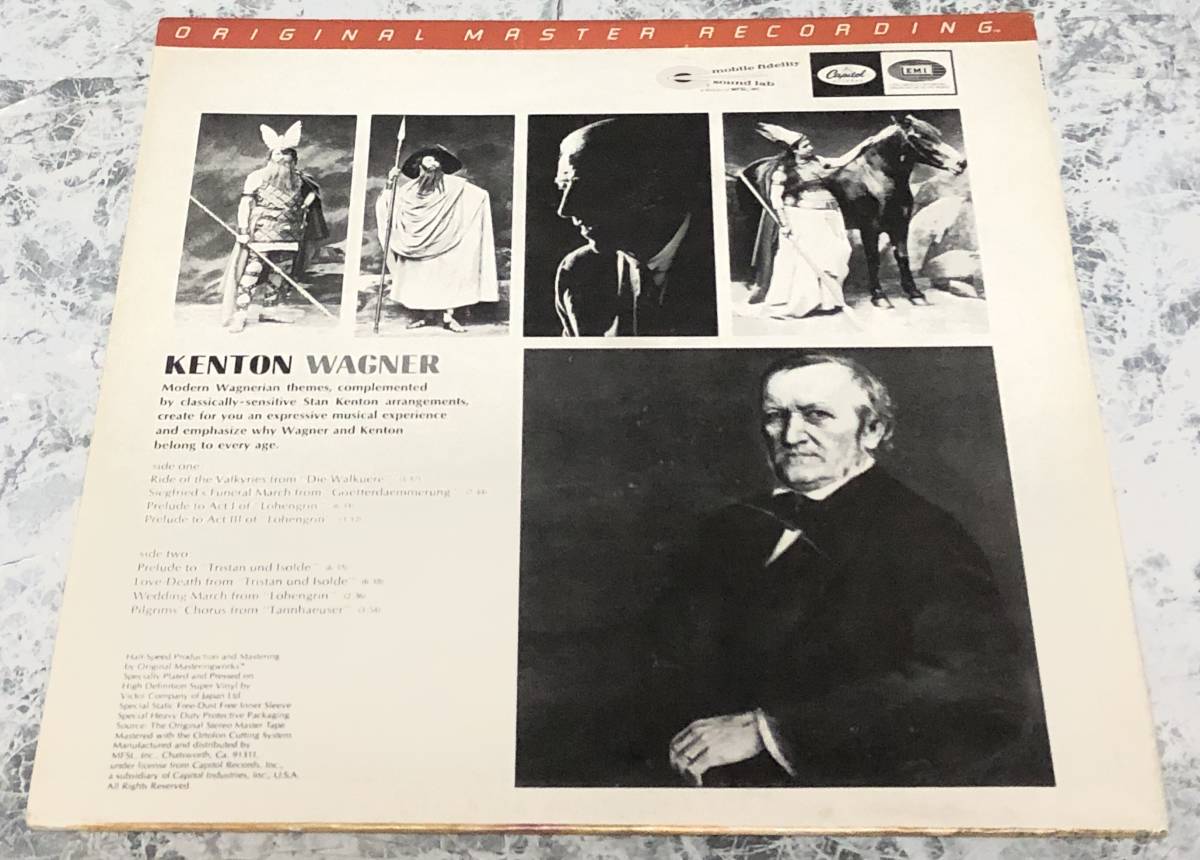 ORIGINAL MASTER RECORDING™
mobile fidelity
sound lab
Capitol
EMI
KENTON WAGNER
Modern Wagnerian themes, complemented
by classically-sensitive Stan Kenton arrangements,
create for you an expressive musical experience
and emphasize why Wagner and Kenton
belong to every age.
side one
Ride of the Valkyries from "Die Walkuere"
Siegfried's Funeral March from "Goetterdaemmerung"
Prelude to Act I of "Lohengrin"
Prelude to Act III of "Lohengrin"
side two
Prelude to "Tristan und Isolde"
Love-Death from "Tristan und Isolde"
Wedding March from "Lohengrin"
Pilgrims' Chorus from "Tannhaeuser"
Half-Speed Production and Mastering
by Original Masteringworks™
Specially Plated and Pressed on
High Definition Super Vinyl by
Victor Company of Japan Ltd.
Special Static Free-Dust Free Inner Sleeve
Special Heavy Duty Protective Packaging
Source: The Original Stereo Master Tape
Mastered with the Ortofon Cutting System
Manufactured and distributed by
MFSL, Inc., Chatsworth, Ca. 91311,
under license from Capitol Records, Inc.,
a subsidiary of Capitol Industries, Inc., U.S.A.
All Rights Reserved.